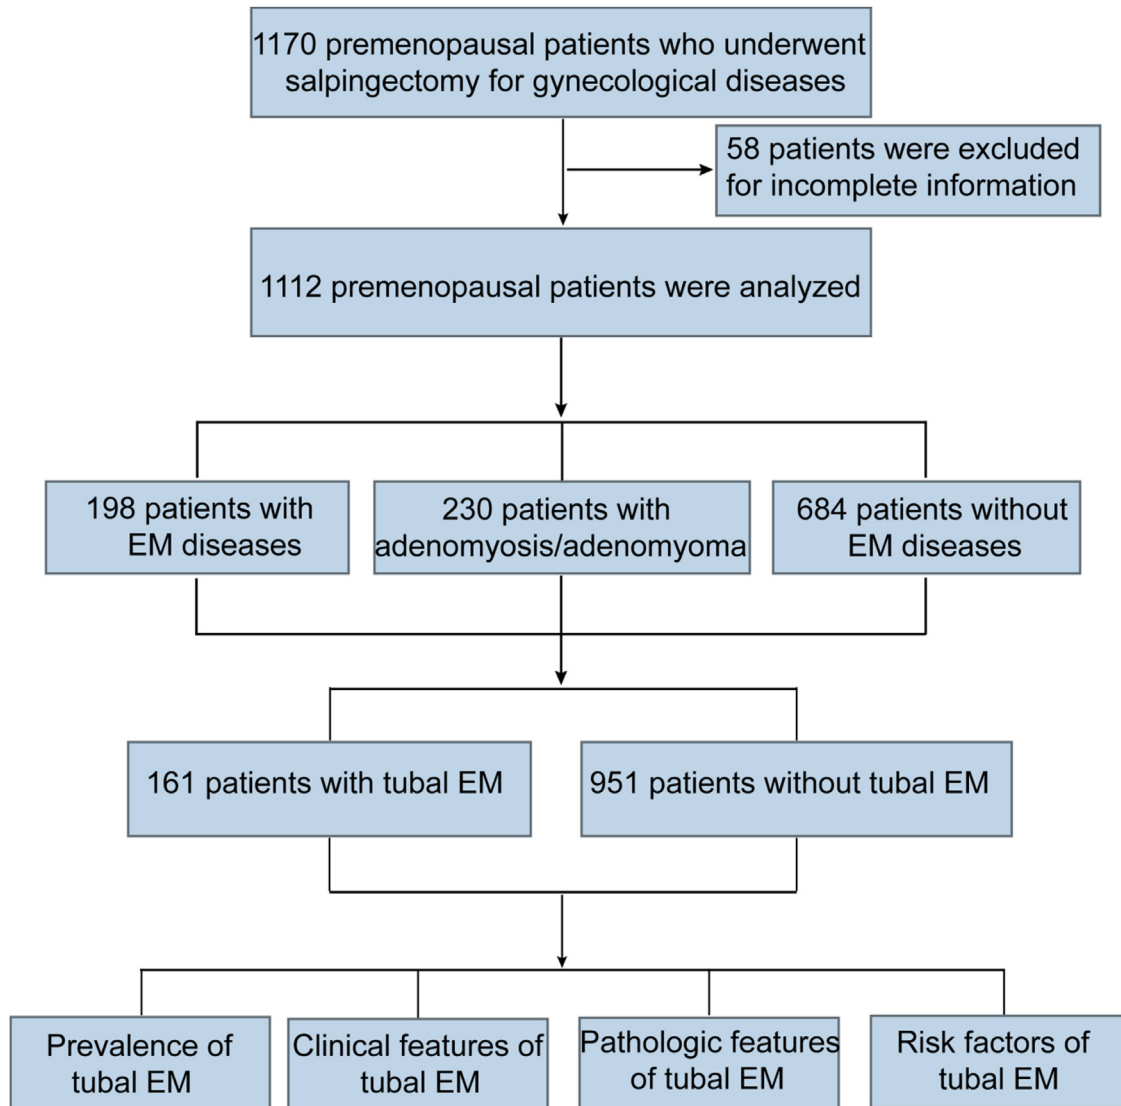 1170 premenopausal patients who underwent
salpingectomy for gynecological diseases
58 patients were excluded
for incomplete information
1112 premenopausal patients were analyzed
198 patients with
EM diseases
230 patients with
adenomyosis/adenomyoma
684 patients without
EM diseases
161 patients with tubal EM
951 patients without tubal EM
Prevalence of
tubal EM
Clinical features of
tubal EM
Pathologic features
of tubal EM
Risk factors of
tubal EM